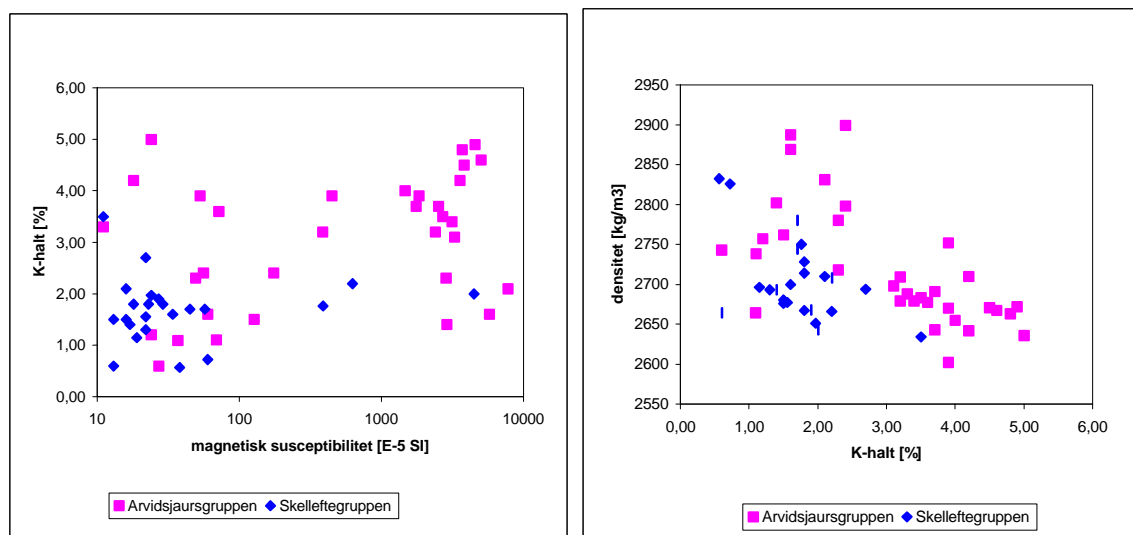 6,00
5,00
4,00
3,00
2,00
1,00
0,00
K-halt [%]
10 100 1000 10000
magnetisk susceptibilitet [E-5 SI]
Arvidsjaursgruppen Skelleftegruppen
2950
2900
2850
2800
2750
2700
2650
2600
2550
densitet [kg/m3]
0,00 1,00 2,00 3,00 4,00 5,00 6,00
K-halt [%]
Arvidsjaursgruppen Skelleftegruppen